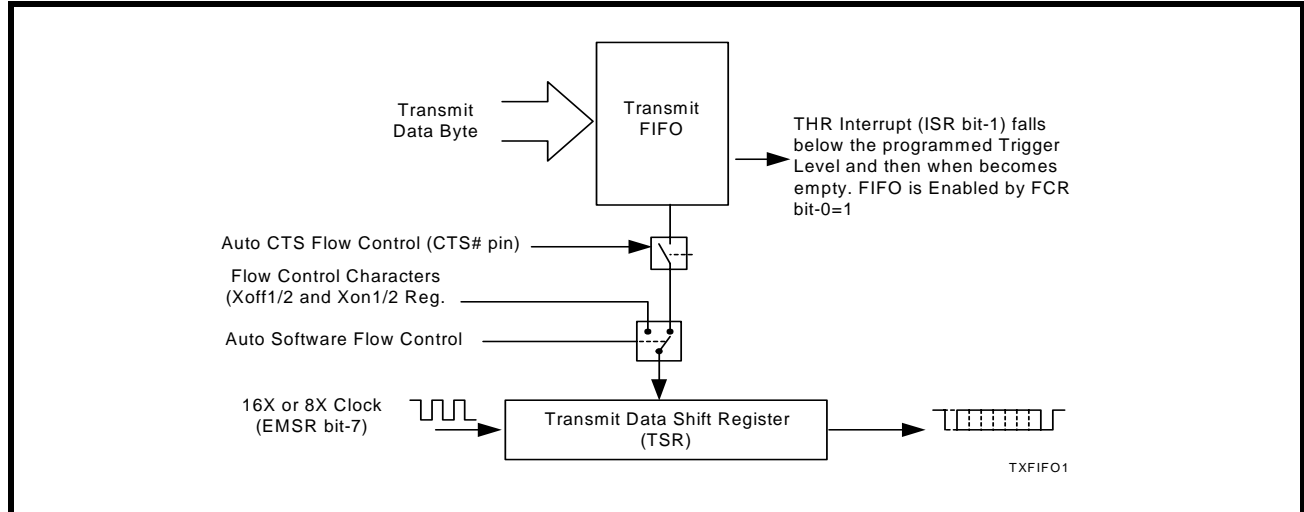 Transmit
Data Byte
Transmit
FIFO
THR Interrupt (ISR bit-1) falls
below the programmed Trigger
Level and then when becomes
empty. FIFO is Enabled by FCR
bit-0=1
Auto CTS Flow Control (CTS# pin)
Flow Control Characters
(Xoff1/2 and Xon1/2 Reg.
Auto Software Flow Control
16X or 8X Clock
(EMSR bit-7)
Transmit Data Shift Register
(TSR)
TXFIFO1